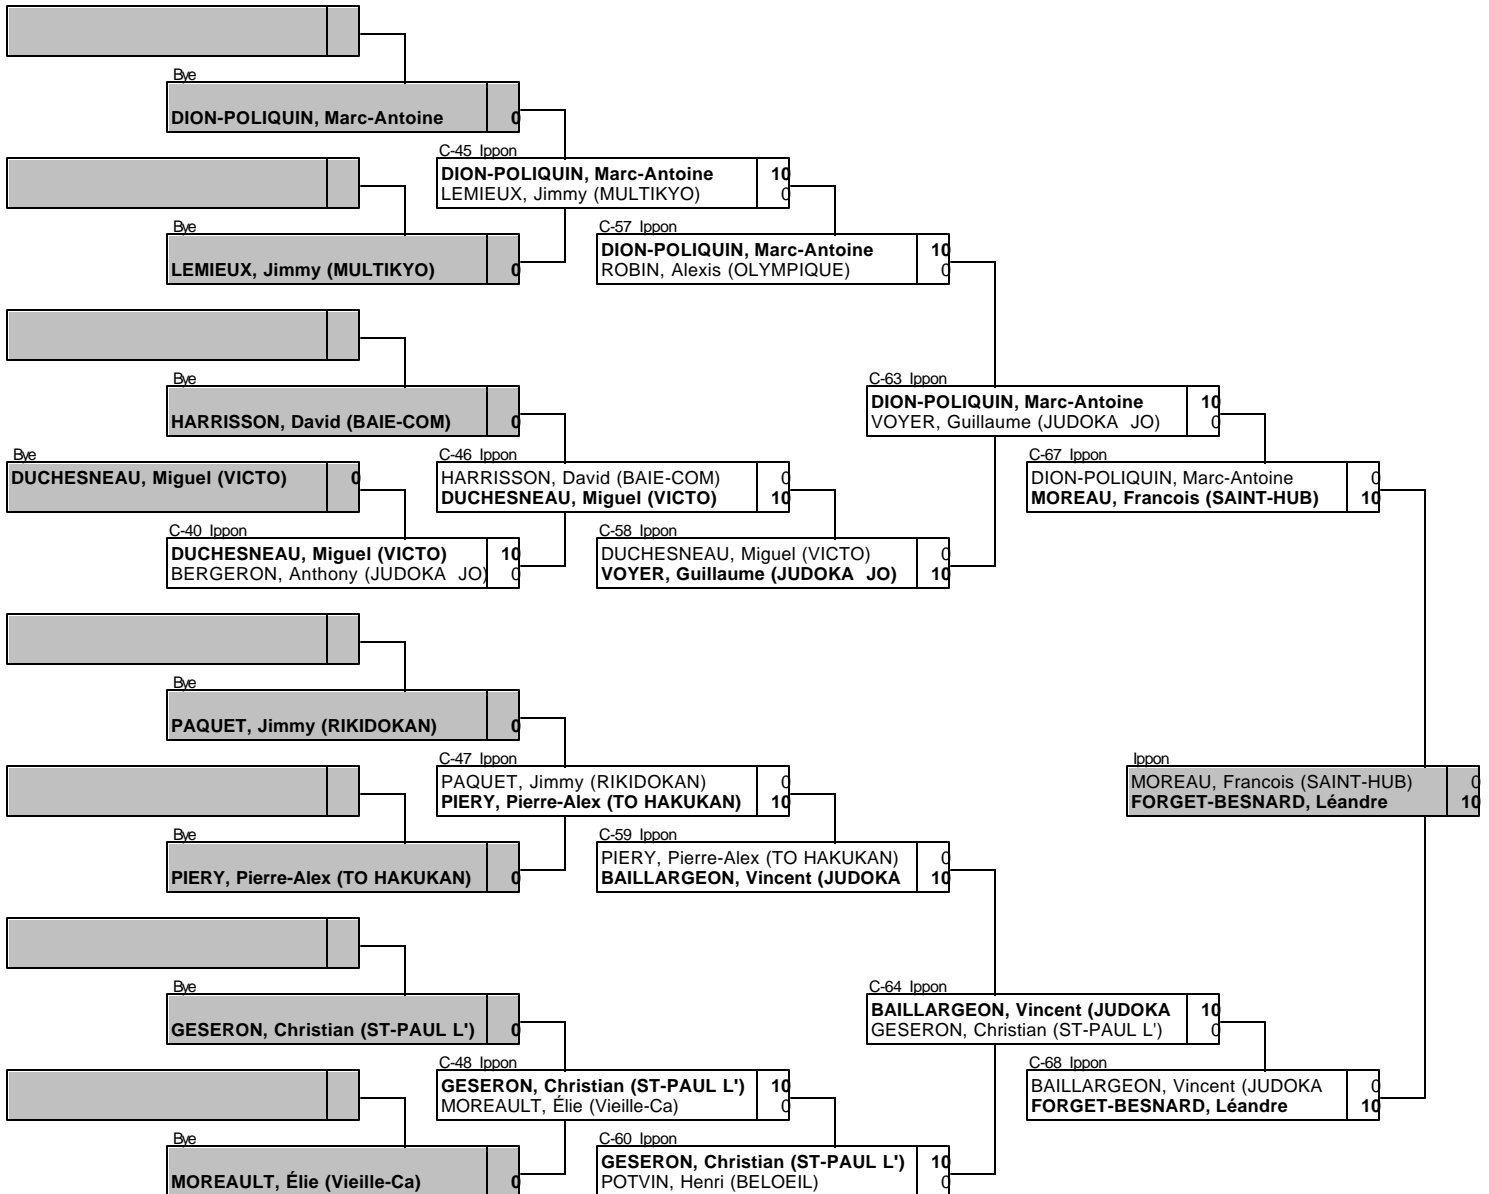 Bye
DION-POLIQUIN, Marc-Antoine 0
C-45 Ippon
DION-POLIQUIN, Marc-Antoine 10
LEMIEUX, Jimmy (MULTIKYO) 0
Bye
LEMIEUX, Jimmy (MULTIKYO) 0
C-57 Ippon
DION-POLIQUIN, Marc-Antoine 10
ROBIN, Alexis (OLYMPIQUE) 0
Bye
HARRISSON, David (BAIE-COM) 0
C-63 Ippon
DION-POLIQUIN, Marc-Antoine 10
VOYER, Guillaume (JUDOKA JO) 0
Bye
DUCHESNEAU, Miguel (VICTO) 0
C-46 Ippon
HARRISSON, David (BAIE-COM) 0
DUCHESNEAU, Miguel (VICTO) 10
C-67 Ippon
DION-POLIQUIN, Marc-Antoine 0
MOREAU, Francois (SAINT-HUB) 10
C-40 Ippon
DUCHESNEAU, Miguel (VICTO) 10
BERGERON, Anthony (JUDOKA JO) 0
C-58 Ippon
DUCHESNEAU, Miguel (VICTO) 0
VOYER, Guillaume (JUDOKA JO) 10
Bye
PAQUET, Jimmy (RIKIDOKAN) 0
C-47 Ippon
PAQUET, Jimmy (RIKIDOKAN) 0
PIERY, Pierre-Alex (TO HAKUKAN) 10
Ippon
MOREAU, Francois (SAINT-HUB) 0
FORGET-BESNARD, Léandre 10
Bye
PIERY, Pierre-Alex (TO HAKUKAN) 0
C-59 Ippon
PIERY, Pierre-Alex (TO HAKUKAN) 0
BAILLARGEON, Vincent (JUDOKA 10
Bye
GESERON, Christian (ST-PAUL L') 0
C-64 Ippon
BAILLARGEON, Vincent (JUDOKA 10
GESERON, Christian (ST-PAUL L') 0
C-48 Ippon
GESERON, Christian (ST-PAUL L') 10
MOREAULT, Élie (Vieille-Ca) 0
C-68 Ippon
BAILLARGEON, Vincent (JUDOKA 0
FORGET-BESNARD, Léandre 10
Bye
MOREAULT, Élie (Vieille-Ca) 0
C-60 Ippon
GESERON, Christian (ST-PAUL L') 10
POTVIN, Henri (BELOEIL) 0